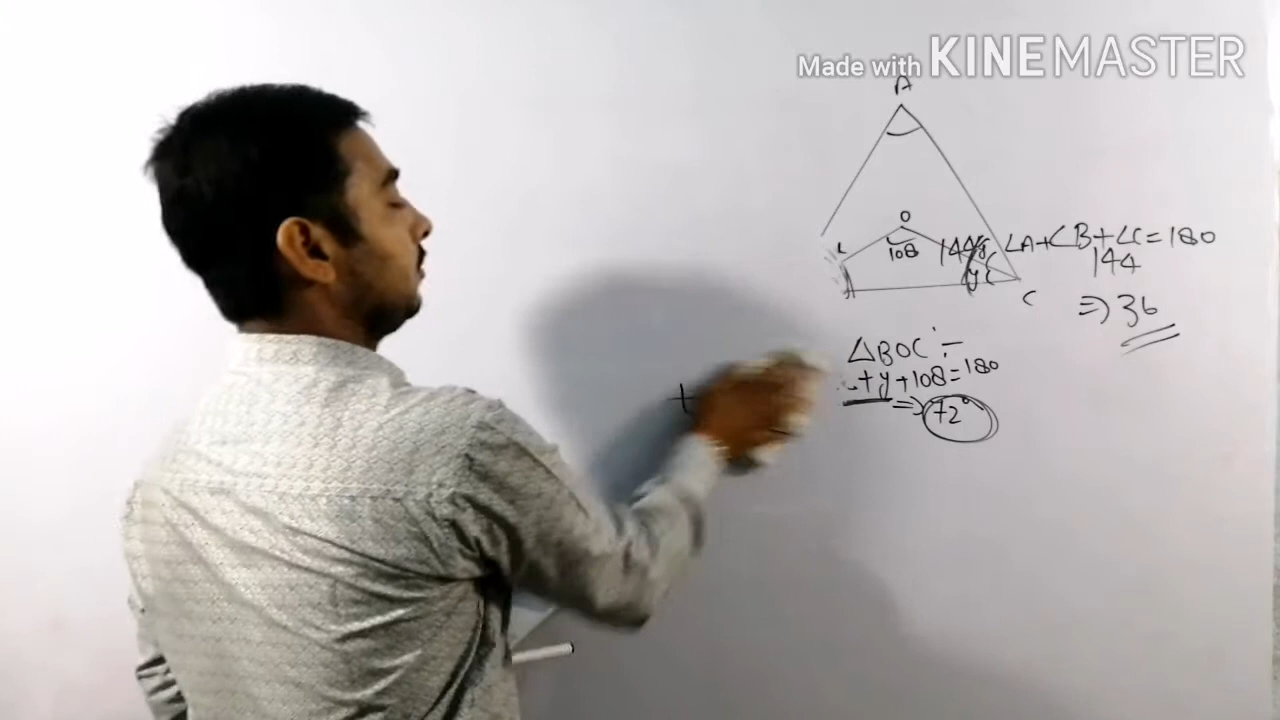 Made with KINEMASTER
A
O
108
144
y
y
C
∠A+∠B+∠C=180
144
⇒ 36
△BOC :-
+ y + 108 = 180
⇒ 72°